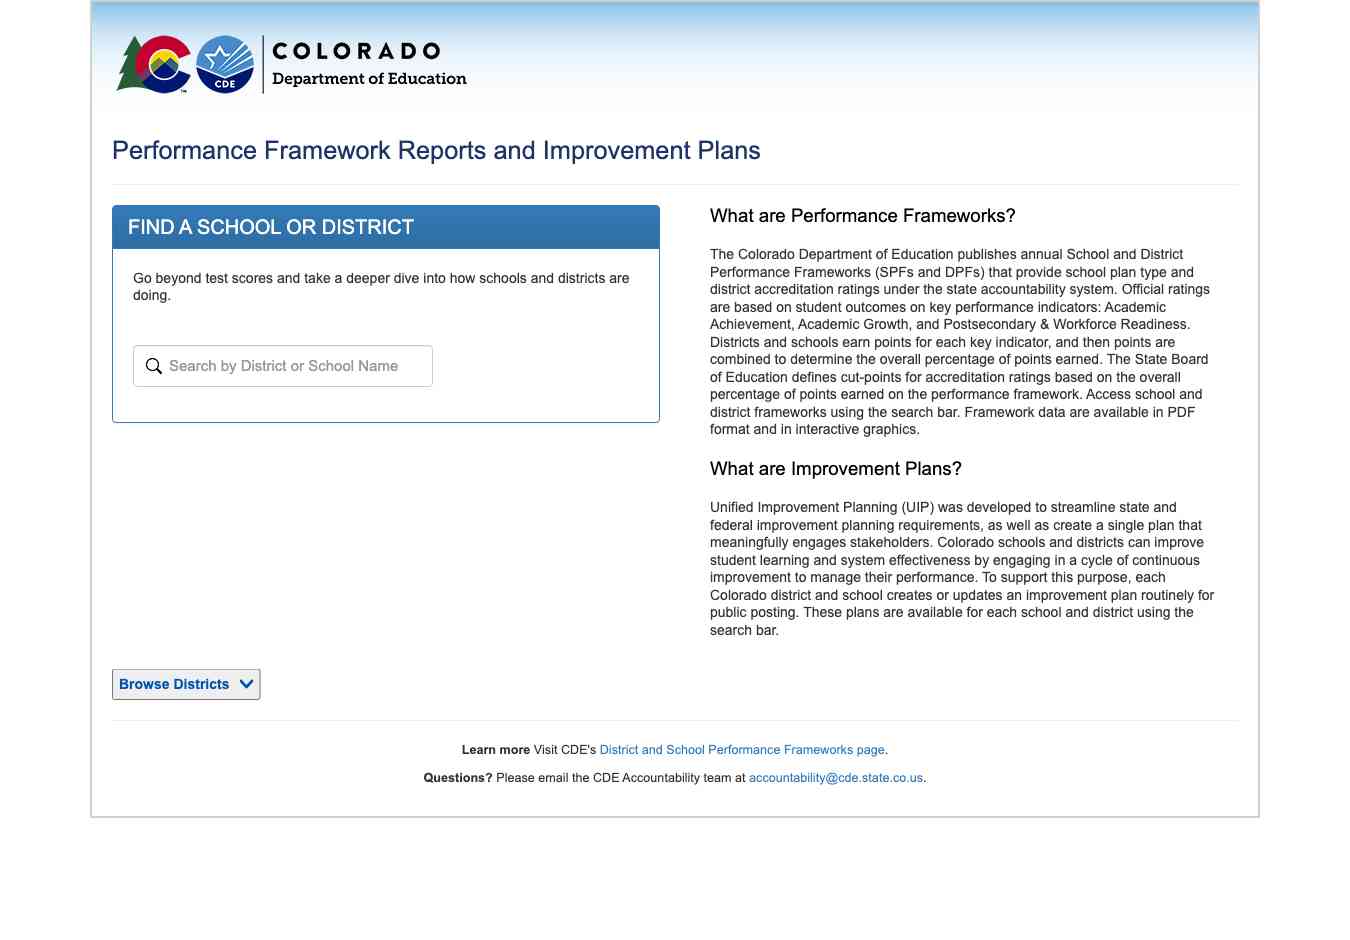 COLORADO
Department of Education
CDE
TM
Performance Framework Reports and Improvement Plans
FIND A SCHOOL OR DISTRICT
Go beyond test scores and take a deeper dive into how schools and districts are
doing.
Search by District or School Name
What are Performance Frameworks?
The Colorado Department of Education publishes annual School and District
Performance Frameworks (SPFs and DPFs) that provide school plan type and
district accreditation ratings under the state accountability system. Official ratings
are based on student outcomes on key performance indicators: Academic
Achievement, Academic Growth, and Postsecondary & Workforce Readiness.
Districts and schools earn points for each key indicator, and then points are
combined to determine the overall percentage of points earned. The State Board
of Education defines cut-points for accreditation ratings based on the overall
percentage of points earned on the performance framework. Access school and
district frameworks using the search bar. Framework data are available in PDF
format and in interactive graphics.
What are Improvement Plans?
Unified Improvement Planning (UIP) was developed to streamline state and
federal improvement planning requirements, as well as create a single plan that
meaningfully engages stakeholders. Colorado schools and districts can improve
student learning and system effectiveness by engaging in a cycle of continuous
improvement to manage their performance. To support this purpose, each
Colorado district and school creates or updates an improvement plan routinely for
public posting. These plans are available for each school and district using the
search bar.
Browse Districts
Learn more Visit CDE's District and School Performance Frameworks page.
Questions? Please email the CDE Accountability team at accountability@cde.state.co.us.